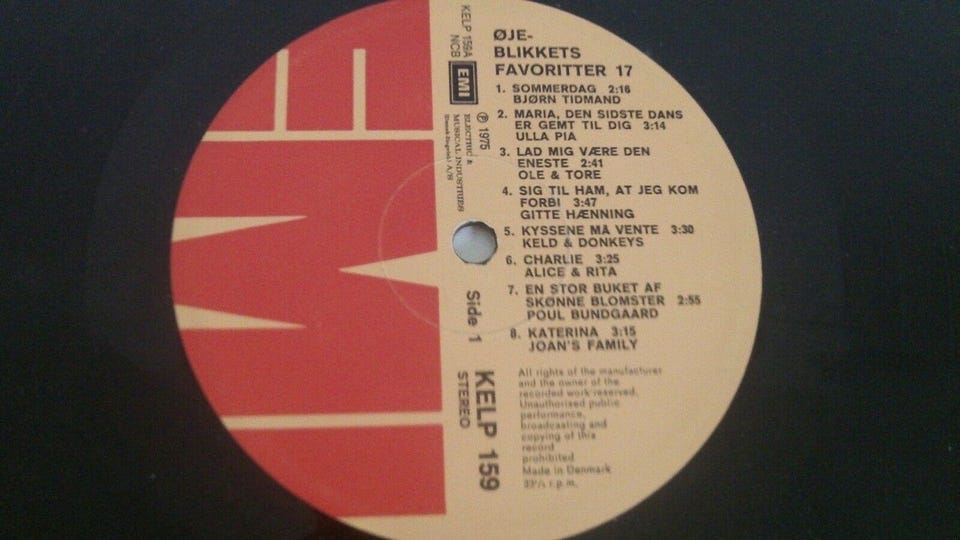 ØJE-
BLIKKETS
FAVORITTER 17
1. SOMMERDAG 2:16
BJØRN TIDMAND
2. MARIA, DEN SIDSTE DANS
ER GEMT TIL DIG 3:14
ULLA PIA
3. LAD MIG VÆRE DEN
ENESTE 2:41
OLE & TORE
4. SIG TIL HAM, AT JEG KOM
FORBI 3:47
GITTE HÆNNING
5. KYSSENE MÅ VENTE 3:30
KELD & DONKEYS
6. CHARLIE 3:25
ALICE & RITA
7. EN STOR BUKET AF
SKØNNE BLOMSTER 2:55
POUL BUNDGAARD
8. KATERINA 3:15
JOAN'S FAMILY
All rights of the manufacturer
and the owner of the
recorded work reserved.
Unauthorised public
performance,
broadcasting and
copying of this
record
prohibited
Made in Denmark
33⅓ r.p.m.
KELP 159A
NCB
EMI
Ⓟ 1975
ELECTRIC &
MUSICAL INDUSTRIES
(Dansk-Engelsk) A/S
Side 1
KELP 159
STEREO
EMI